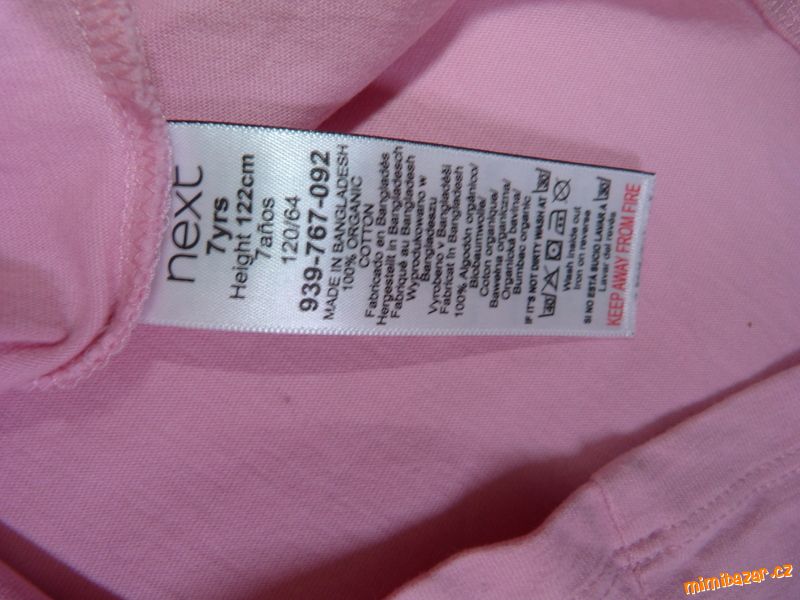 next
7yrs
Height 122cm
7años
120/64
939-767-092
MADE IN BANGLADESH
100% ORGANIC
COTTON
Fabricado en Bangladés
Hergestellt in Bangladesch
Fabriqué au Bangladesh
Wyprodukowano w
Bangladeszu
Vyrobeno v Bangladéši
Fabricat în Bangladesh
100% Algodón orgánico/
Biobaumwolle/
Coton organique/
Bawełna organiczna/
Organická bavlna/
Bumbac organic
IF IT'S NOT DIRTY WASH AT 30
40
Wash inside out
Iron on reverse
SI NO ESTÁ SUCIO LAVAR A 30
Lavar del revés
KEEP AWAY FROM FIRE
mimibazar.cz